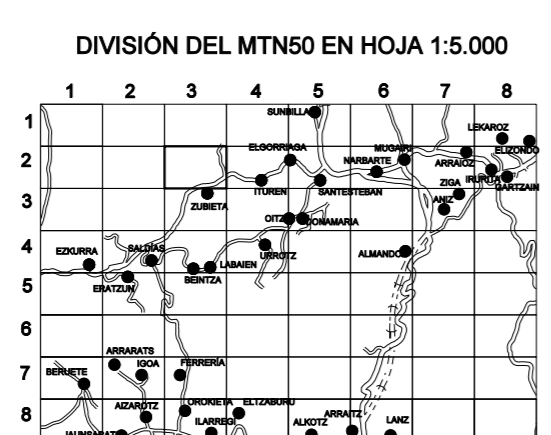 DIVISIÓN DEL MTN50 EN HOJA 1:5.000
1 2 3 4 5 6 7 8
1
SUNBILLA
LEKAROZ
2
ELGORRIAGA
MUGAIRI
ELIZONDO
NARBARTE
ARRAIOZ
IRURITA
ITUREN
SANTESTEBAN
ZIGA
GARTZAIN
3
ZUBIETA
ANIZ
OITZ
DONAMARIA
4
EZKURRA
SALDÍAS
URROTZ
ALMANDOZ
LABAIEN
BEINTZA
5
ERATZUN
6
ARRARATS
7
BERUETE
IGOA
FERRERÍA
8
AIZAROTZ
OROKIETA
ELTZABURU
ILARREGI
ALKOTZ
ARRAITZ
LANZ